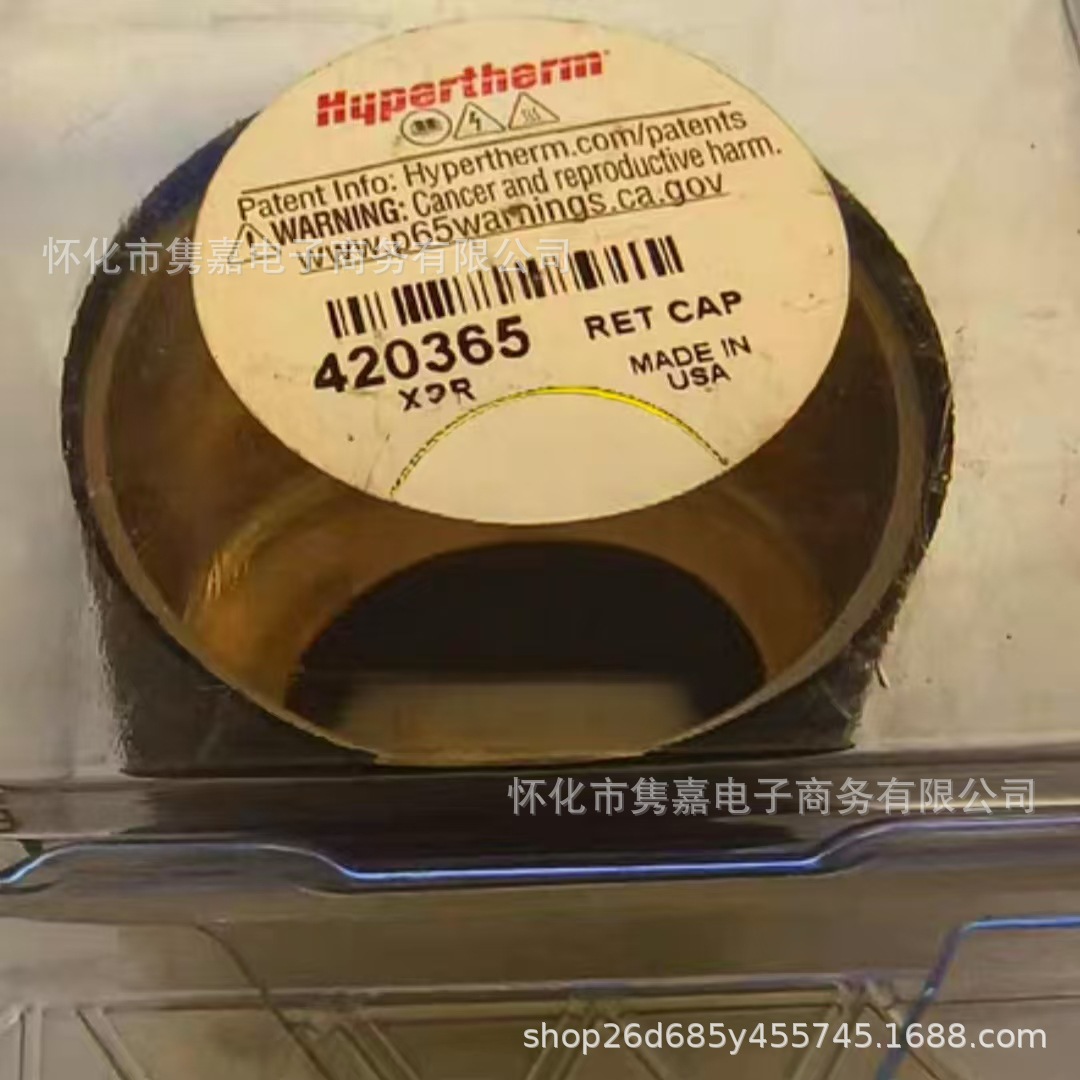 Hypertherm
Patent Info: Hypertherm.com/patents
WARNING: Cancer and reproductive harm.
www.p65warnings.ca.gov
怀化市隽嘉电子商务有限公司
420365
RET CAP
XPR
MADE IN
USA
怀化市隽嘉电子商务有限公司
shop26d685y455745.1688.com